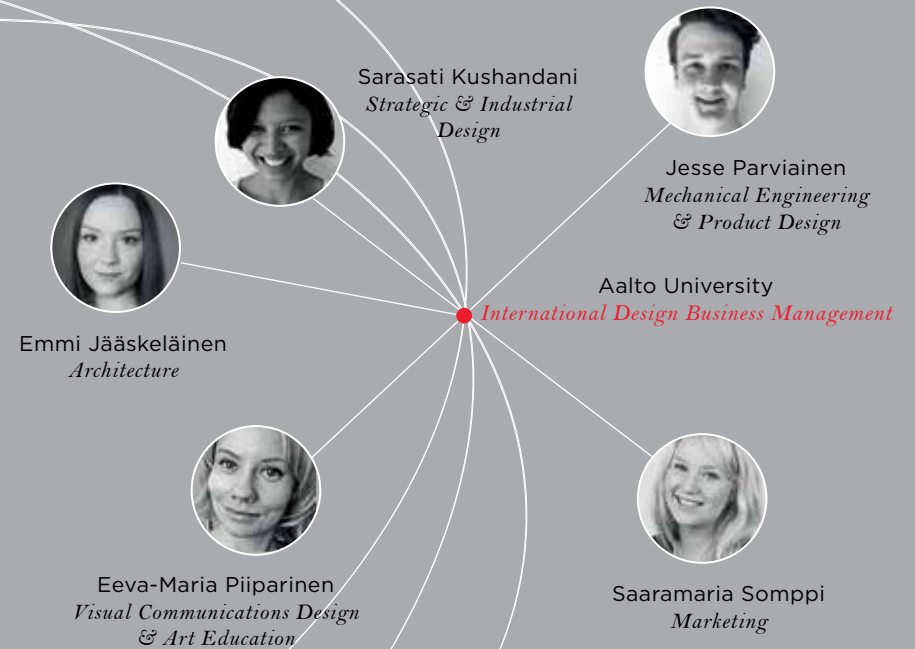 Sarasati Kushandani
Strategic & Industrial
Design
Jesse Parviainen
Mechanical Engineering
& Product Design
Aalto University
International Design Business Management
Emmi Jääskeläinen
Architecture
Eeva-Maria Piiparinen
Visual Communications Design
& Art Education
Saaramaria Somppi
Marketing